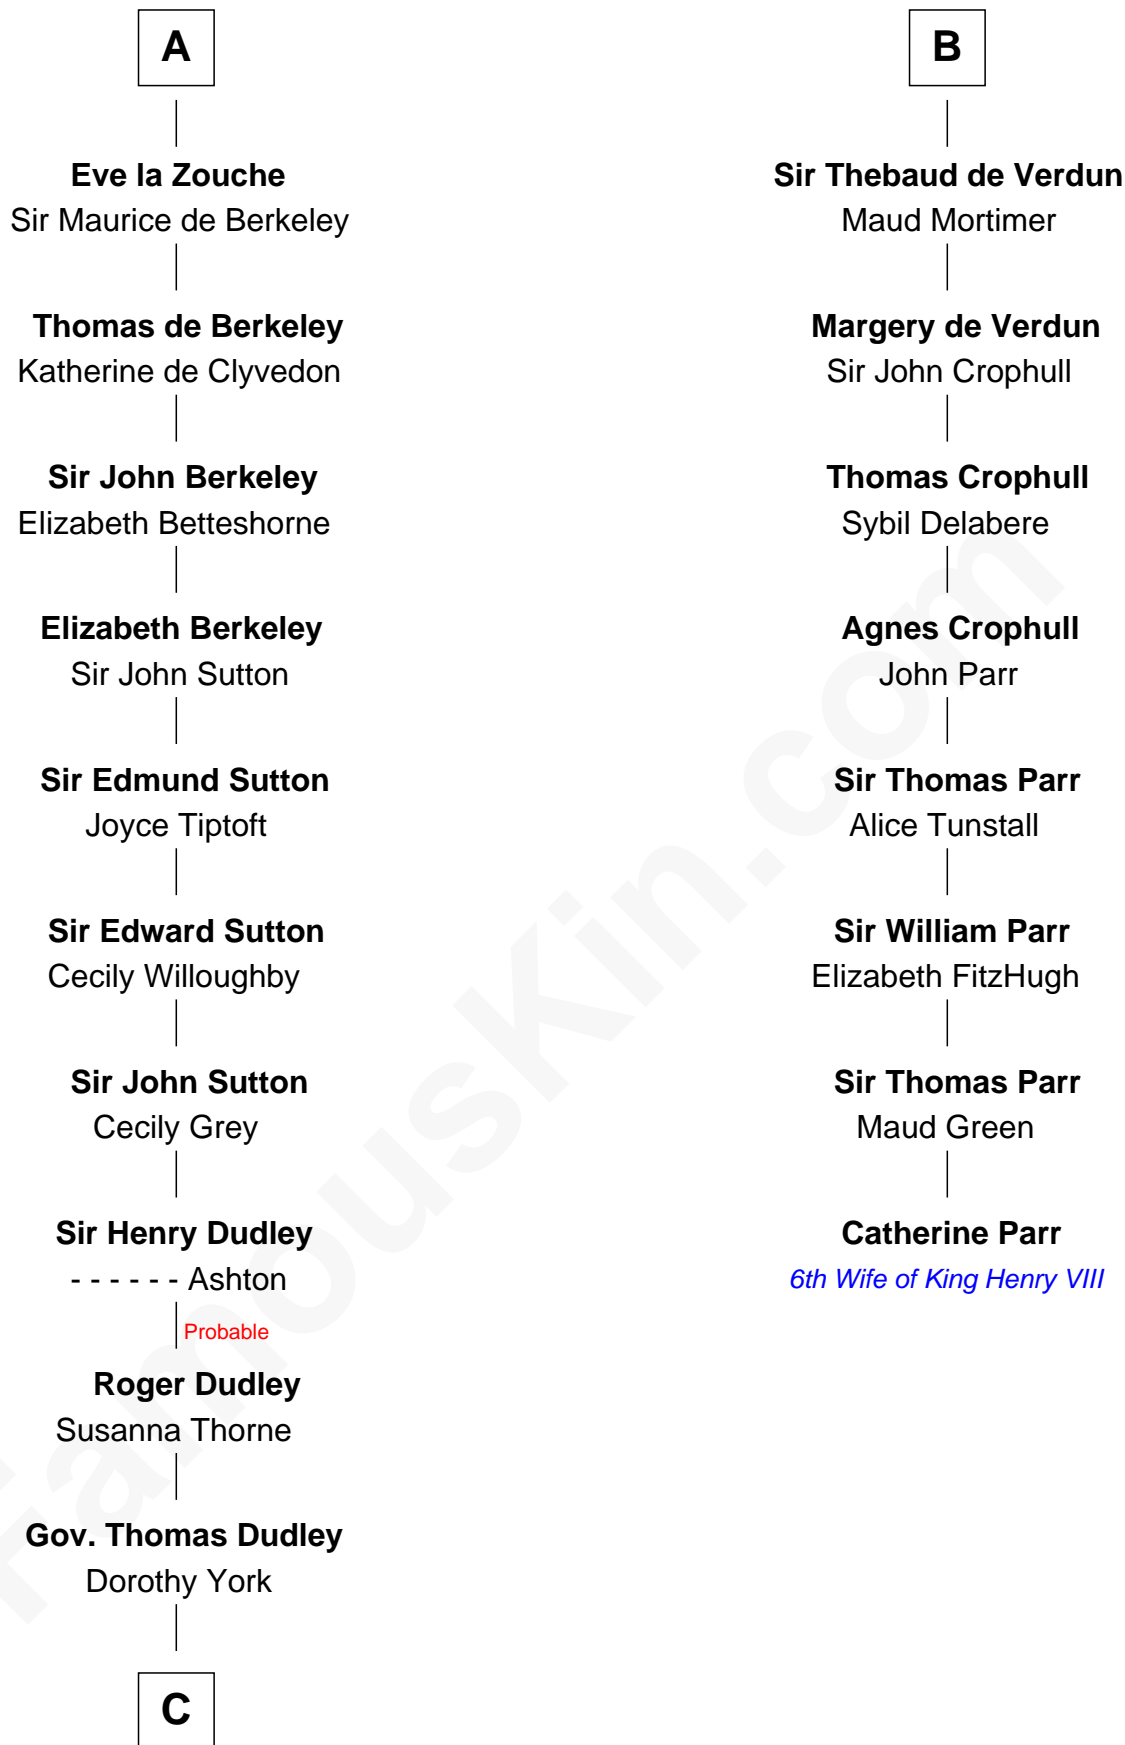 A
Eve la Zouche
Sir Maurice de Berkeley
Thomas de Berkeley
Katherine de Clyvedon
Sir John Berkeley
Elizabeth Betteshorne
Elizabeth Berkeley
Sir John Sutton
Sir Edmund Sutton
Joyce Tiptoft
Sir Edward Sutton
Cecily Willoughby
Sir John Sutton
Cecily Grey
Sir Henry Dudley
- - - - - - Ashton
Probable
Roger Dudley
Susanna Thorne
Gov. Thomas Dudley
Dorothy York
C
B
Sir Thebaud de Verdun
Maud Mortimer
Margery de Verdun
Sir John Crophull
Thomas Crophull
Sybil Delabere
Agnes Crophull
John Parr
Sir Thomas Parr
Alice Tunstall
Sir William Parr
Elizabeth FitzHugh
Sir Thomas Parr
Maud Green
Catherine Parr
6th Wife of King Henry VIII
FamousKin.com